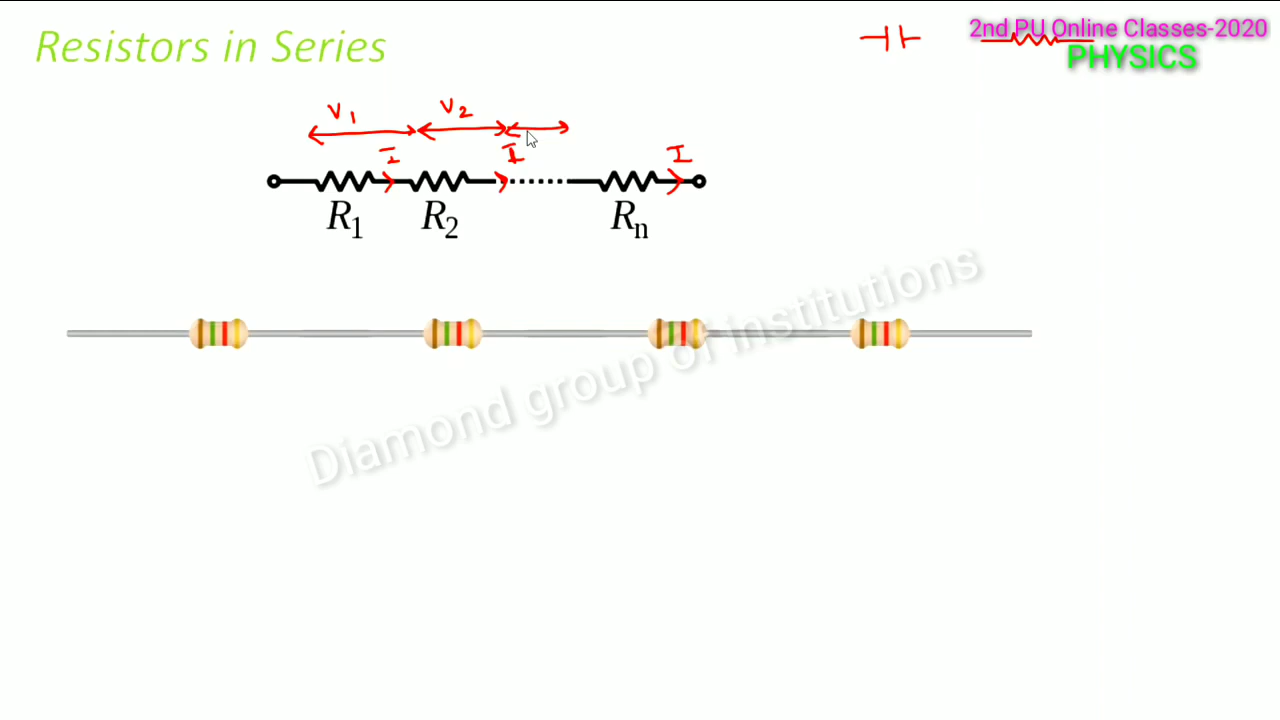 Resistors in Series
2nd PU Online Classes-2020
PHYSICS
V1 V2
I I I
R1 R2 Rn
Diamond group of institutions